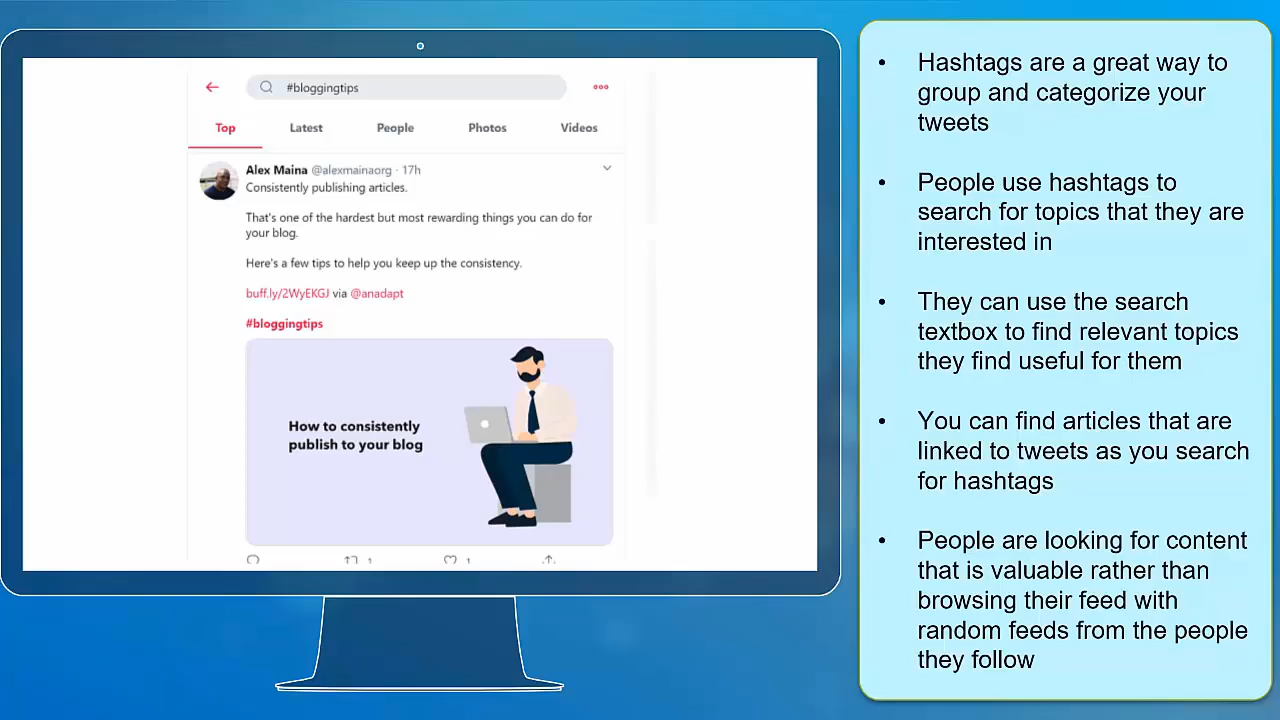 #bloggingtips
Top Latest People Photos Videos
Alex Maina @alexmainaorg · 17h
Consistently publishing articles.
That's one of the hardest but most rewarding things you can do for
your blog.
Here's a few tips to help you keep up the consistency.
buff.ly/2WyEKGJ via @anadapt
#bloggingtips
How to consistently
publish to your blog
1 1
• Hashtags are a great way to
group and categorize your
tweets
• People use hashtags to
search for topics that they are
interested in
• They can use the search
textbox to find relevant topics
they find useful for them
• You can find articles that are
linked to tweets as you search
for hashtags
• People are looking for content
that is valuable rather than
browsing their feed with
random feeds from the people
they follow